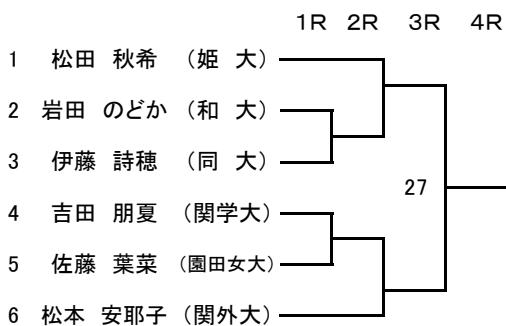 1R 2R 3R 4R
1 松田 秋希 (姫 大)
2 岩田 のどか (和 大)
3 伊藤 詩穂 (同 大)
27
4 吉田 朋夏 (関学大)
5 佐藤 葉菜 (園田女大)
6 松本 安耶子 (関外大)